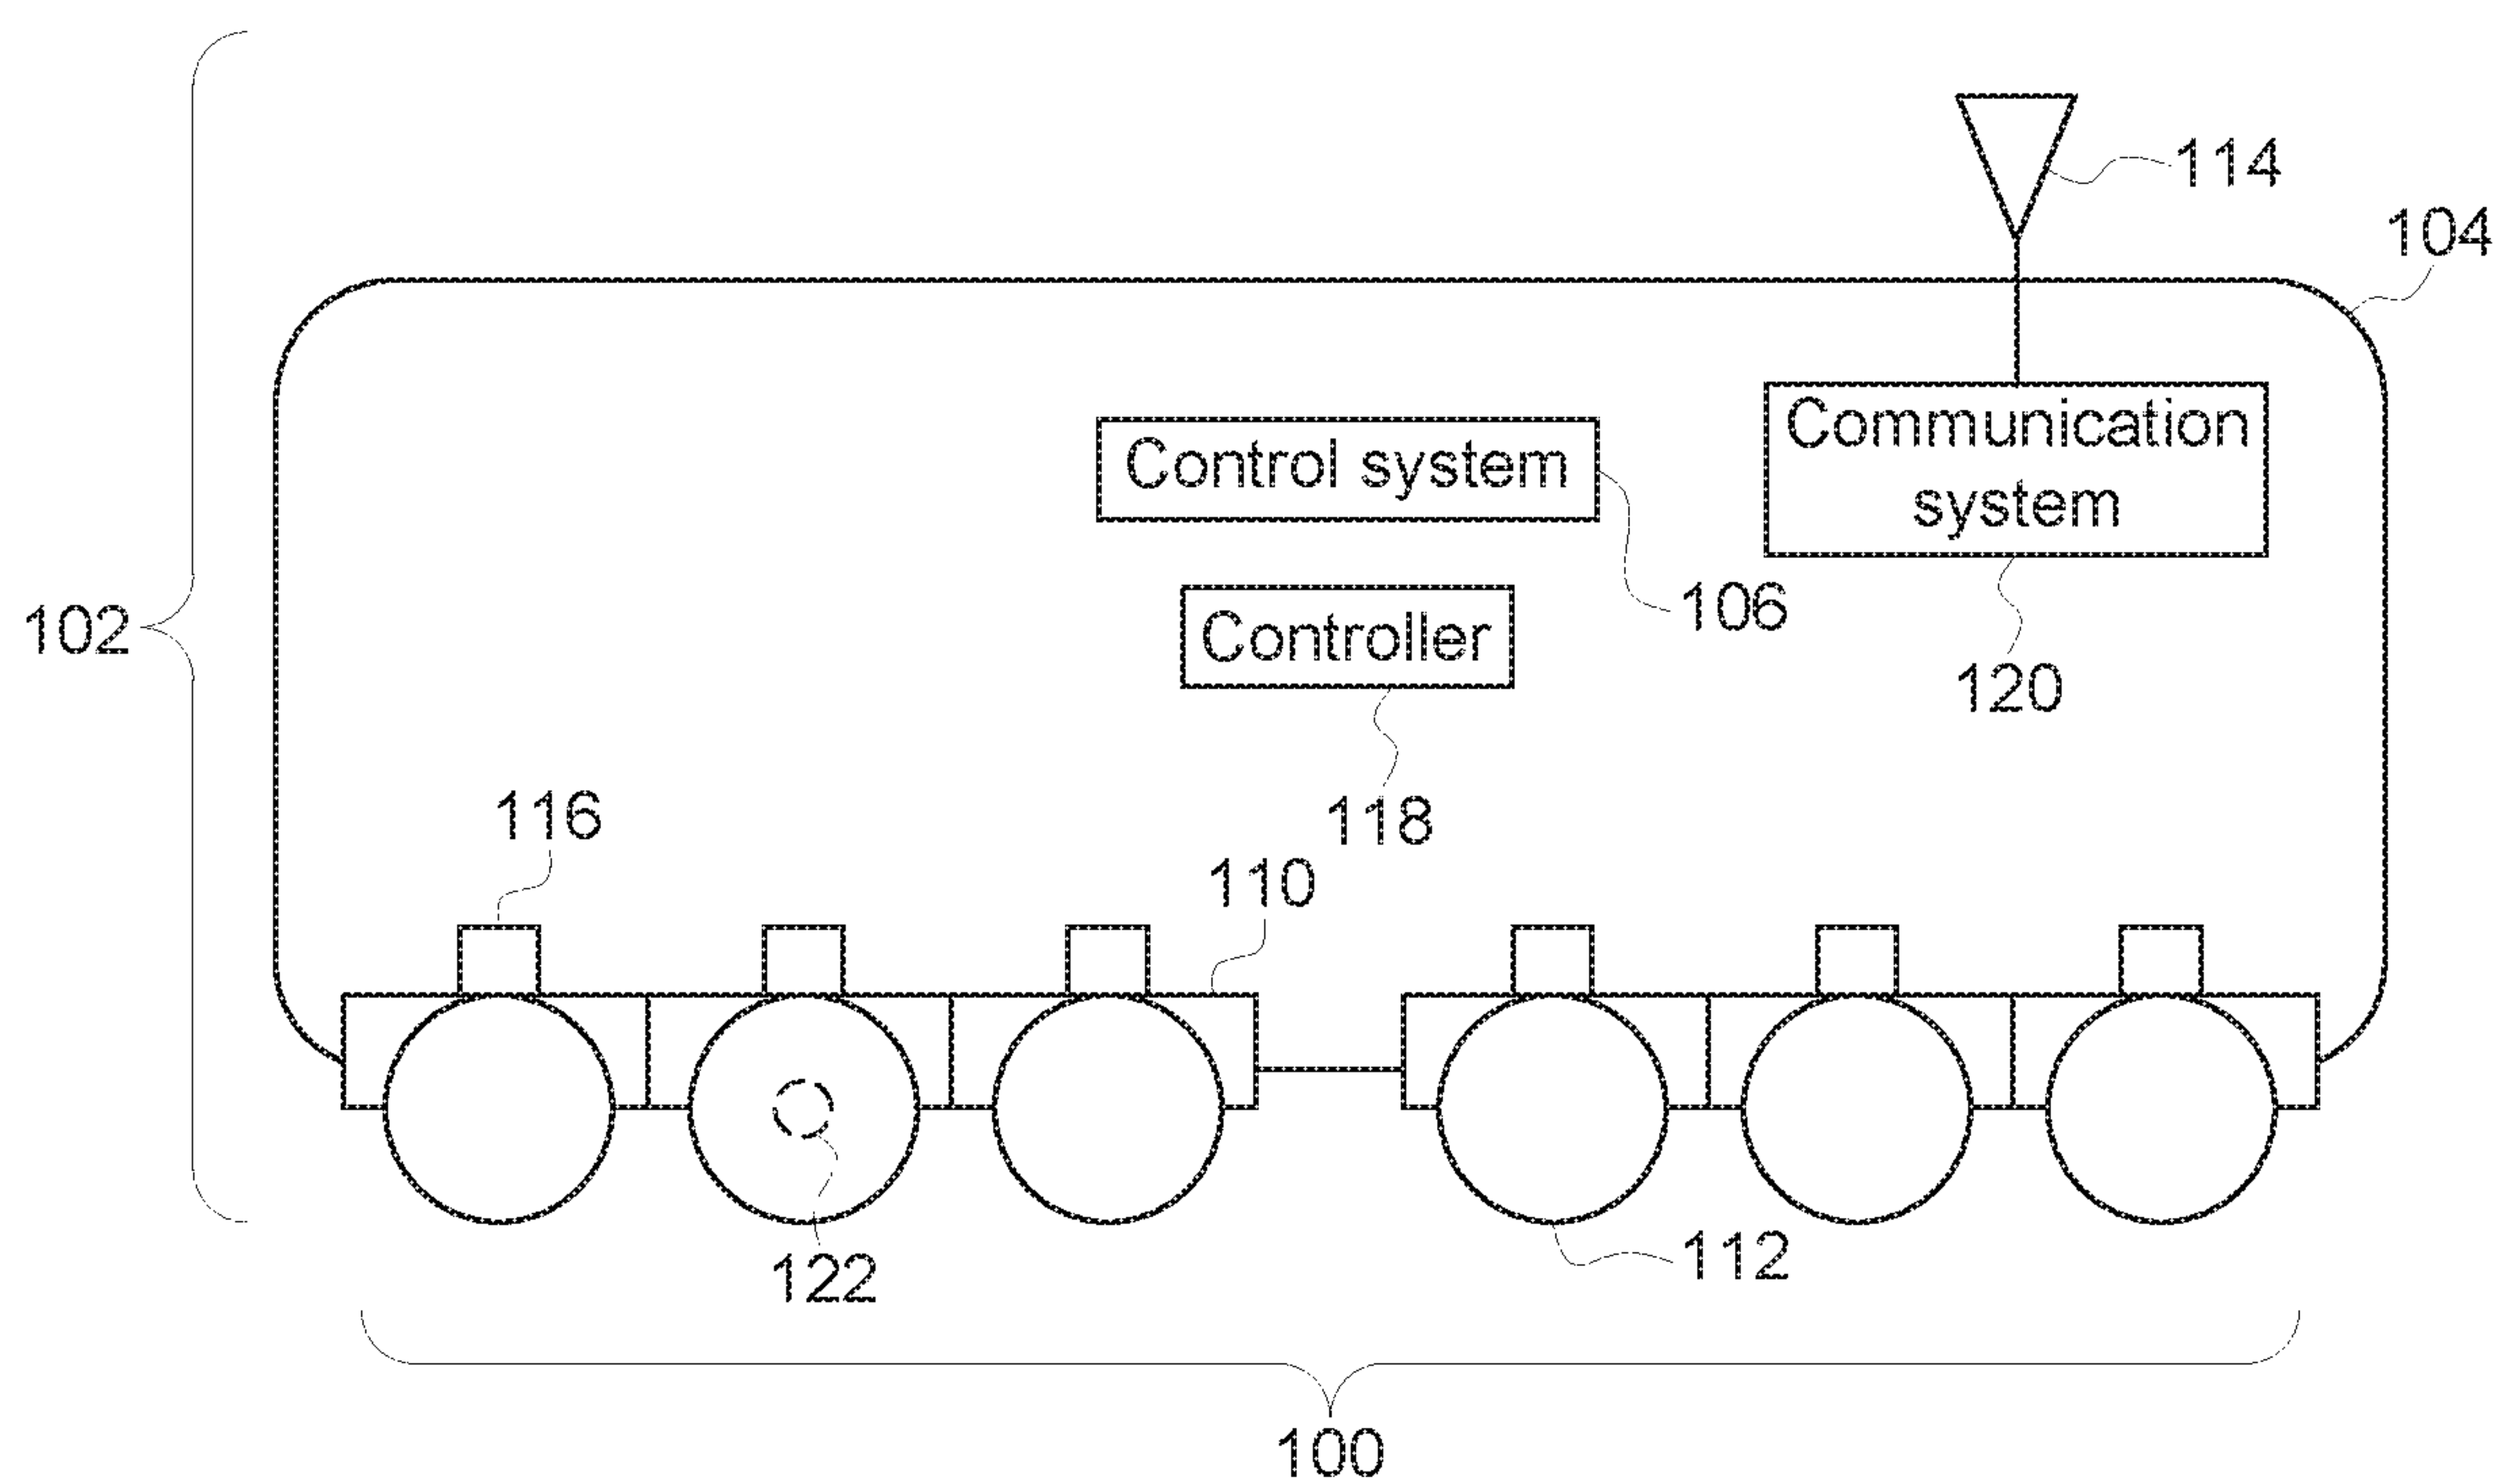 114
104
Communication
system
Control system
102
106
Controller
120
116
118
110
122
112
100